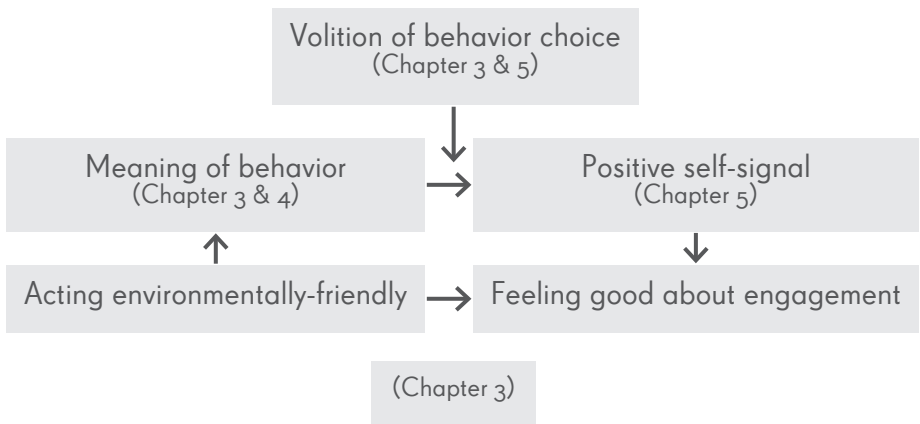 Volition of behavior choice
(Chapter 3 & 5)
Meaning of behavior
(Chapter 3 & 4)
Positive self-signal
(Chapter 5)
Acting environmentally-friendly
Feeling good about engagement
(Chapter 3)